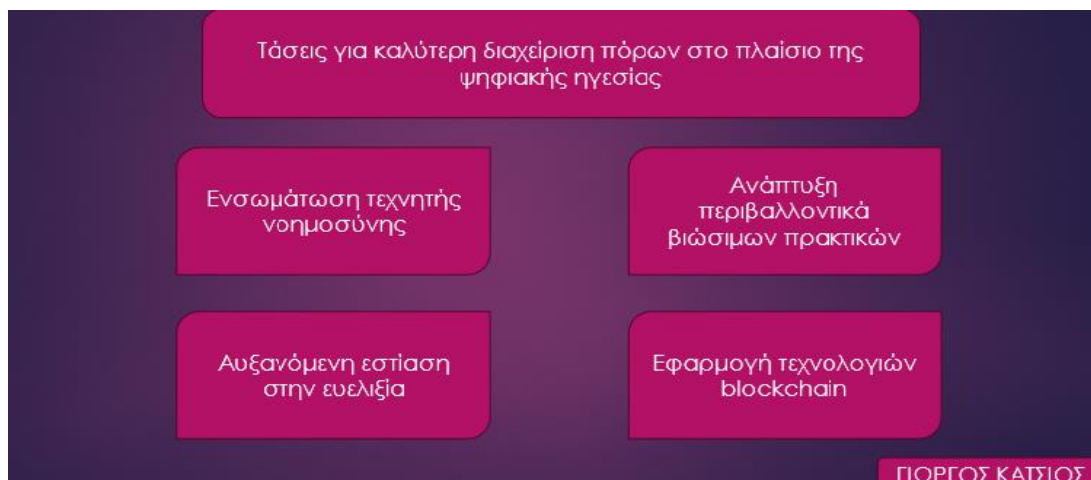 Τάσεις για καλύτερη διαχείριση πόρων στο πλαίσιο της
ψηφιακής ηγεσίας
Ενσωμάτωση τεχνητής
νοημοσύνης
Ανάπτυξη
περιβαλλοντικά
βιώσιμων πρακτικών
Αυξανόμενη εστίαση
στην ευελιξία
Εφαρμογή τεχνολογιών
blockchain
ΓΙΩΡΓΟΣ ΚΑΤΣΙΟΣ